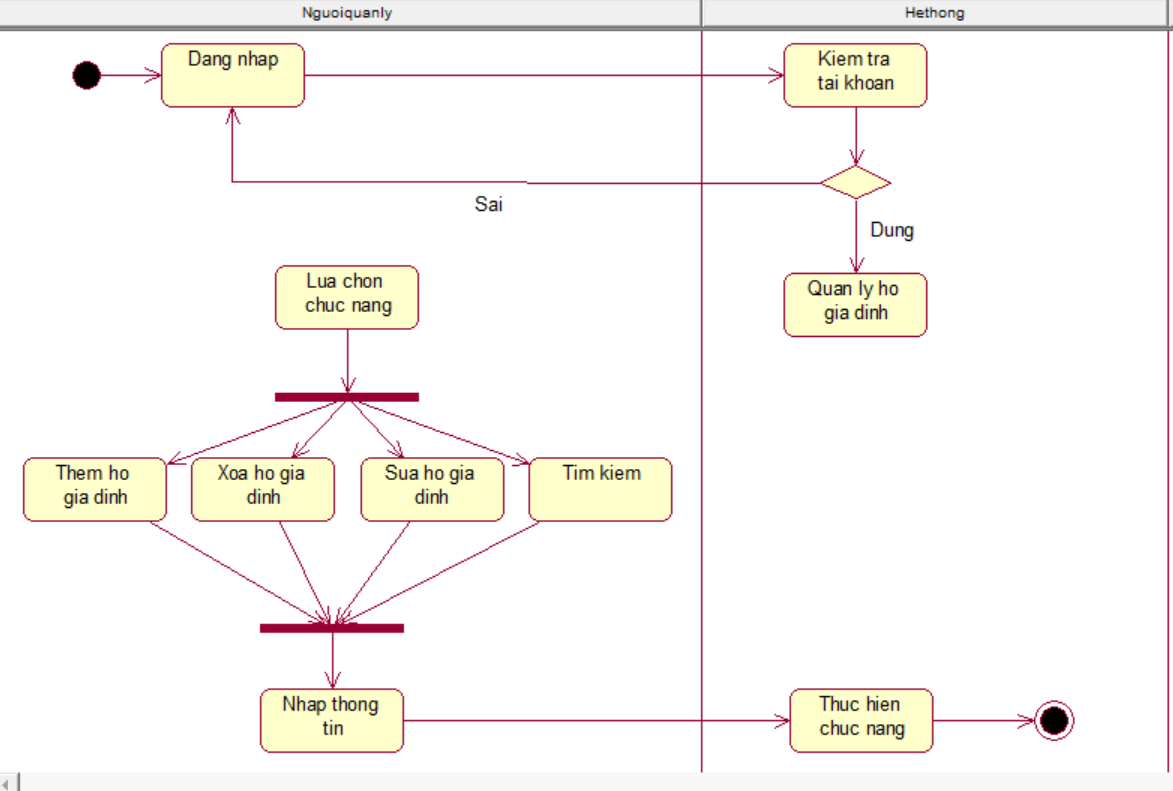 Nguoiquanly
Hethong
Dang nhap
Kiem tra
tai khoan
Sai
Dung
Lua chon
chuc nang
Quan ly ho
gia dinh
Them ho
gia dinh
Xoa ho gia
dinh
Sua ho gia
dinh
Tim kiem
Nhap thong
tin
Thuc hien
chuc nang